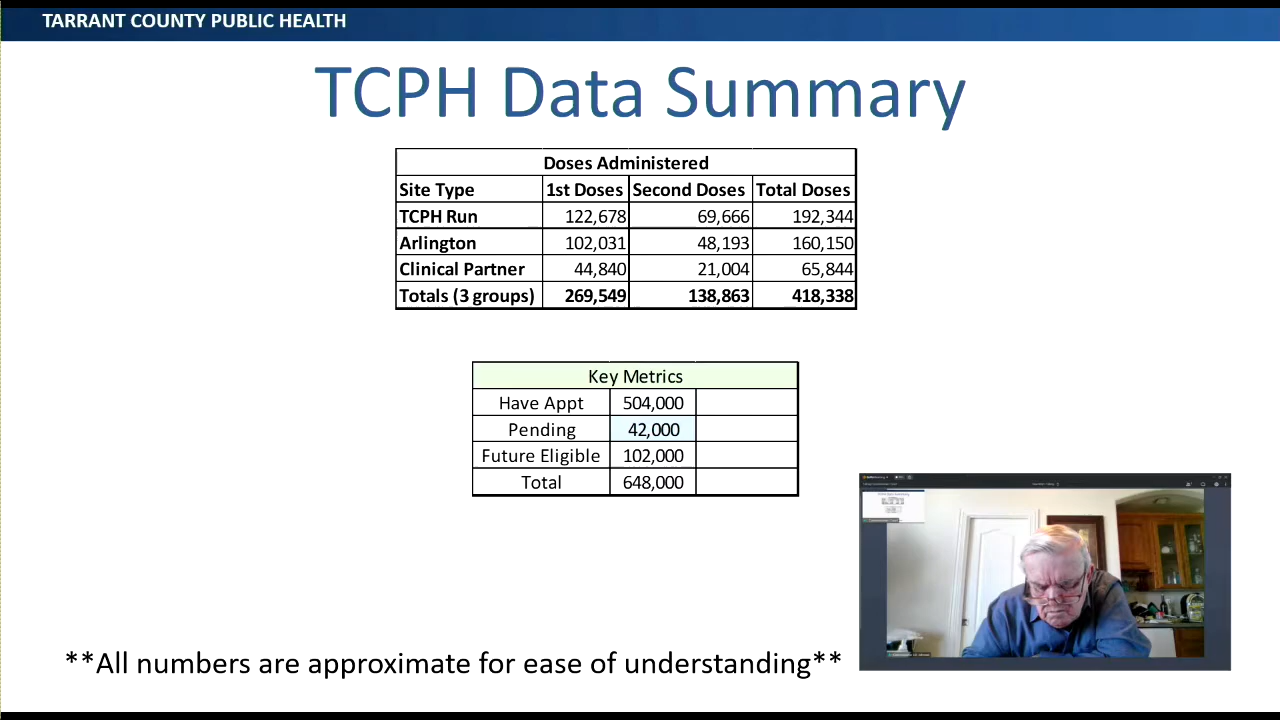 TARRANT COUNTY PUBLIC HEALTH
TCPH Data Summary
Doses Administered
Site Type 1st Doses Second Doses Total Doses
TCPH Run 122,678 69,666 192,344
Arlington 102,031 48,193 160,150
Clinical Partner 44,840 21,004 65,844
Totals (3 groups) 269,549 138,863 418,338
Key Metrics
Have Appt 504,000
Pending 42,000
Future Eligible 102,000
Total 648,000
**All numbers are approximate for ease of understanding**